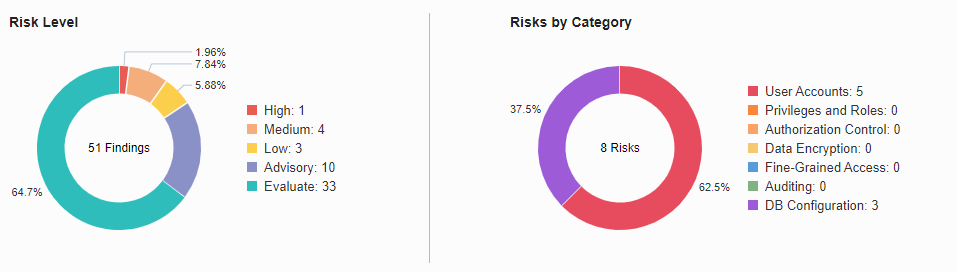 Risk Level
1.96%
7.84%
5.88%
64.7%
51 Findings
High: 1
Medium: 4
Low: 3
Advisory: 10
Evaluate: 33
Risks by Category
37.5%
62.5%
8 Risks
User Accounts: 5
Privileges and Roles: 0
Authorization Control: 0
Data Encryption: 0
Fine-Grained Access: 0
Auditing: 0
DB Configuration: 3